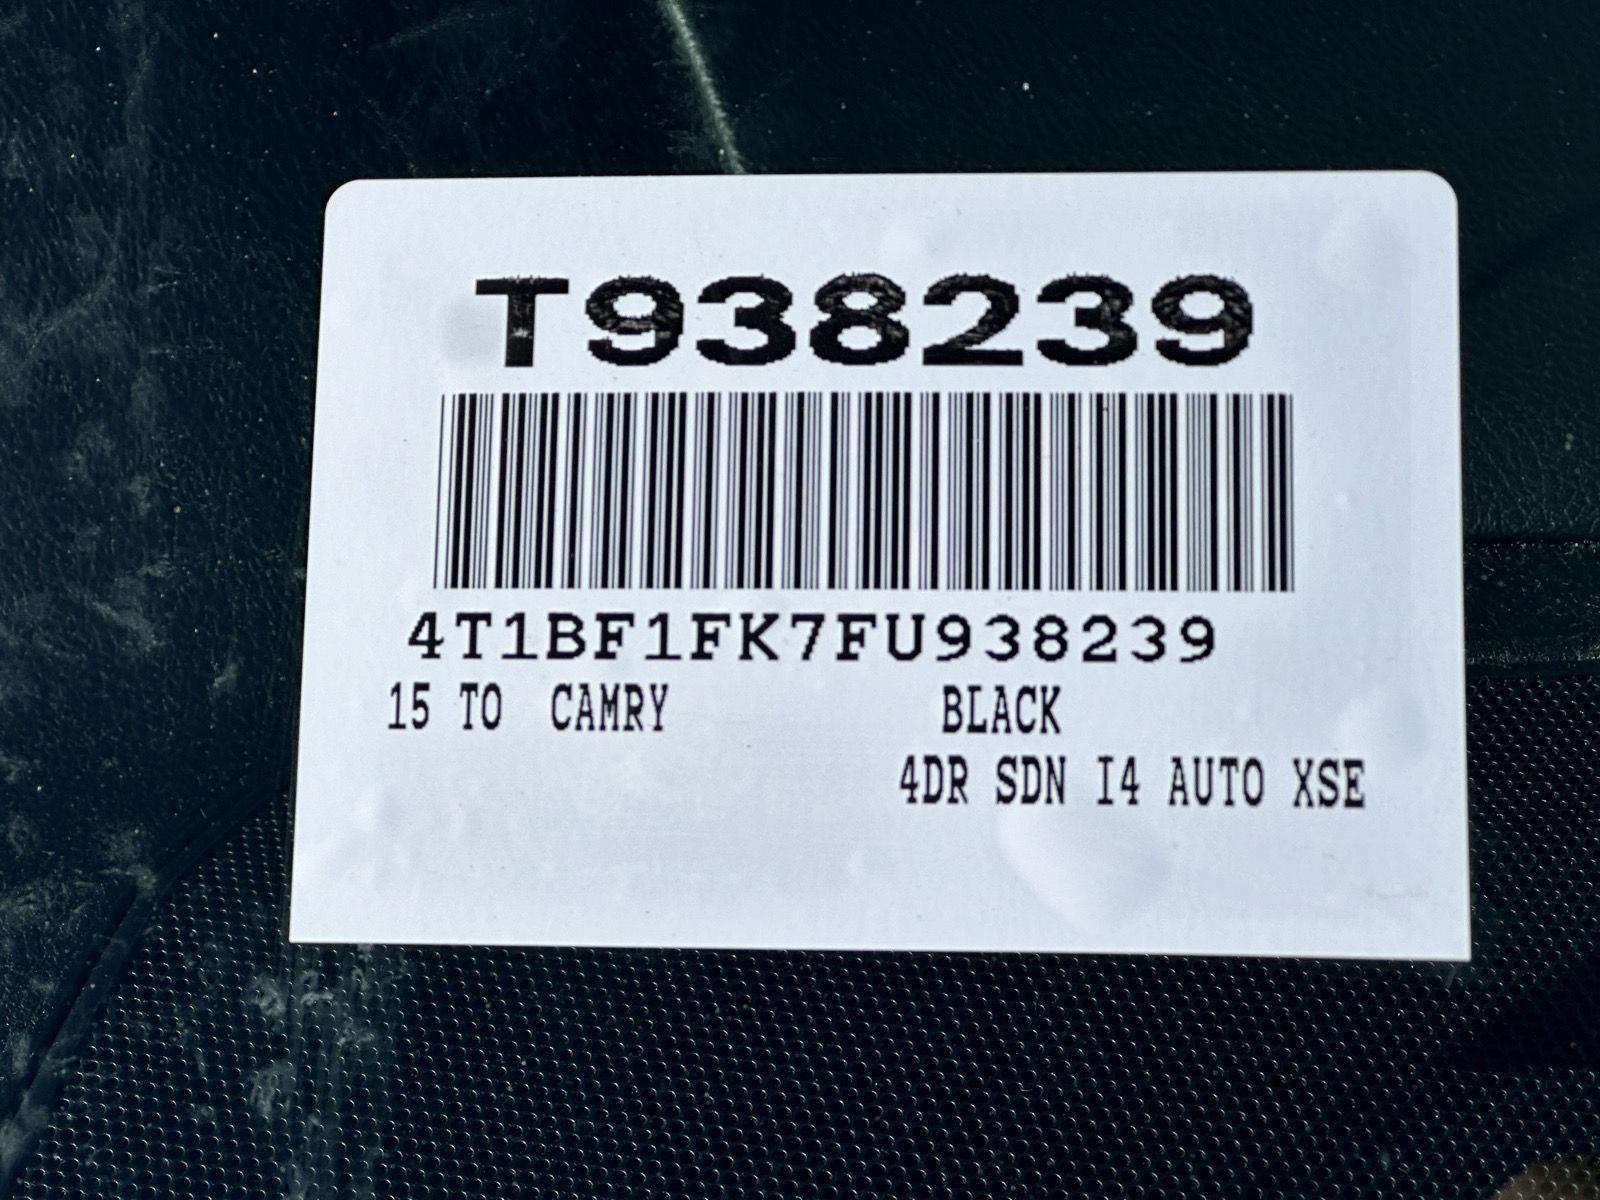 T938239
4T1BF1FK7FU938239
15 TO CAMRY BLACK
4DR SDN I4 AUTO XSE